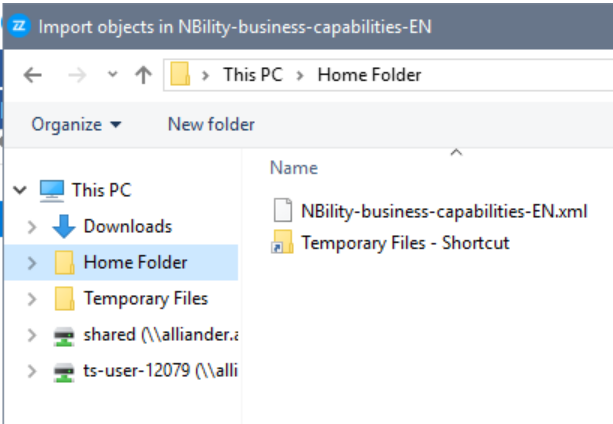 Import objects in NBility-business-capabilities-EN
This PC > Home Folder
Organize New folder
Name
This PC
NBility-business-capabilities-EN.xml
Downloads
Temporary Files - Shortcut
Home Folder
Temporary Files
shared (\\alliander.a
ts-user-12079 (\\alli